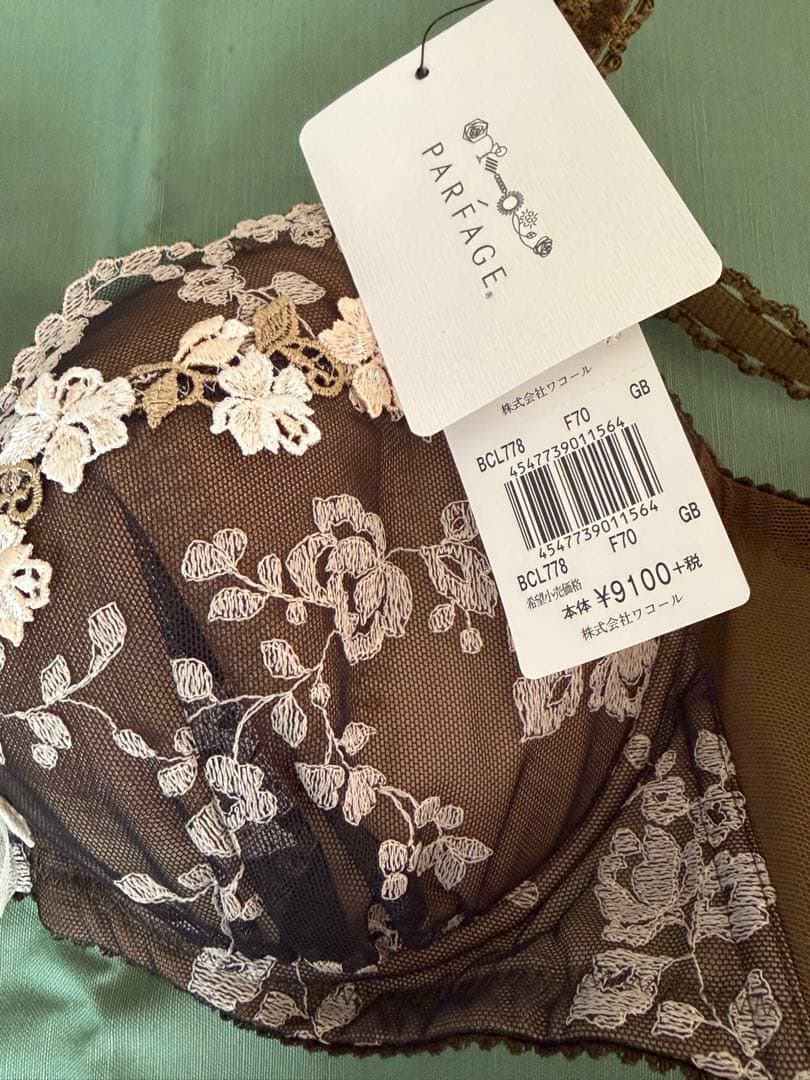 PARFAGE®
株式会社ワコール
BCL778 F70 GB
4547739011564
4547739011564
BCL778 F70 GB
希望小売価格
本体 ¥9100+税
株式会社ワコール